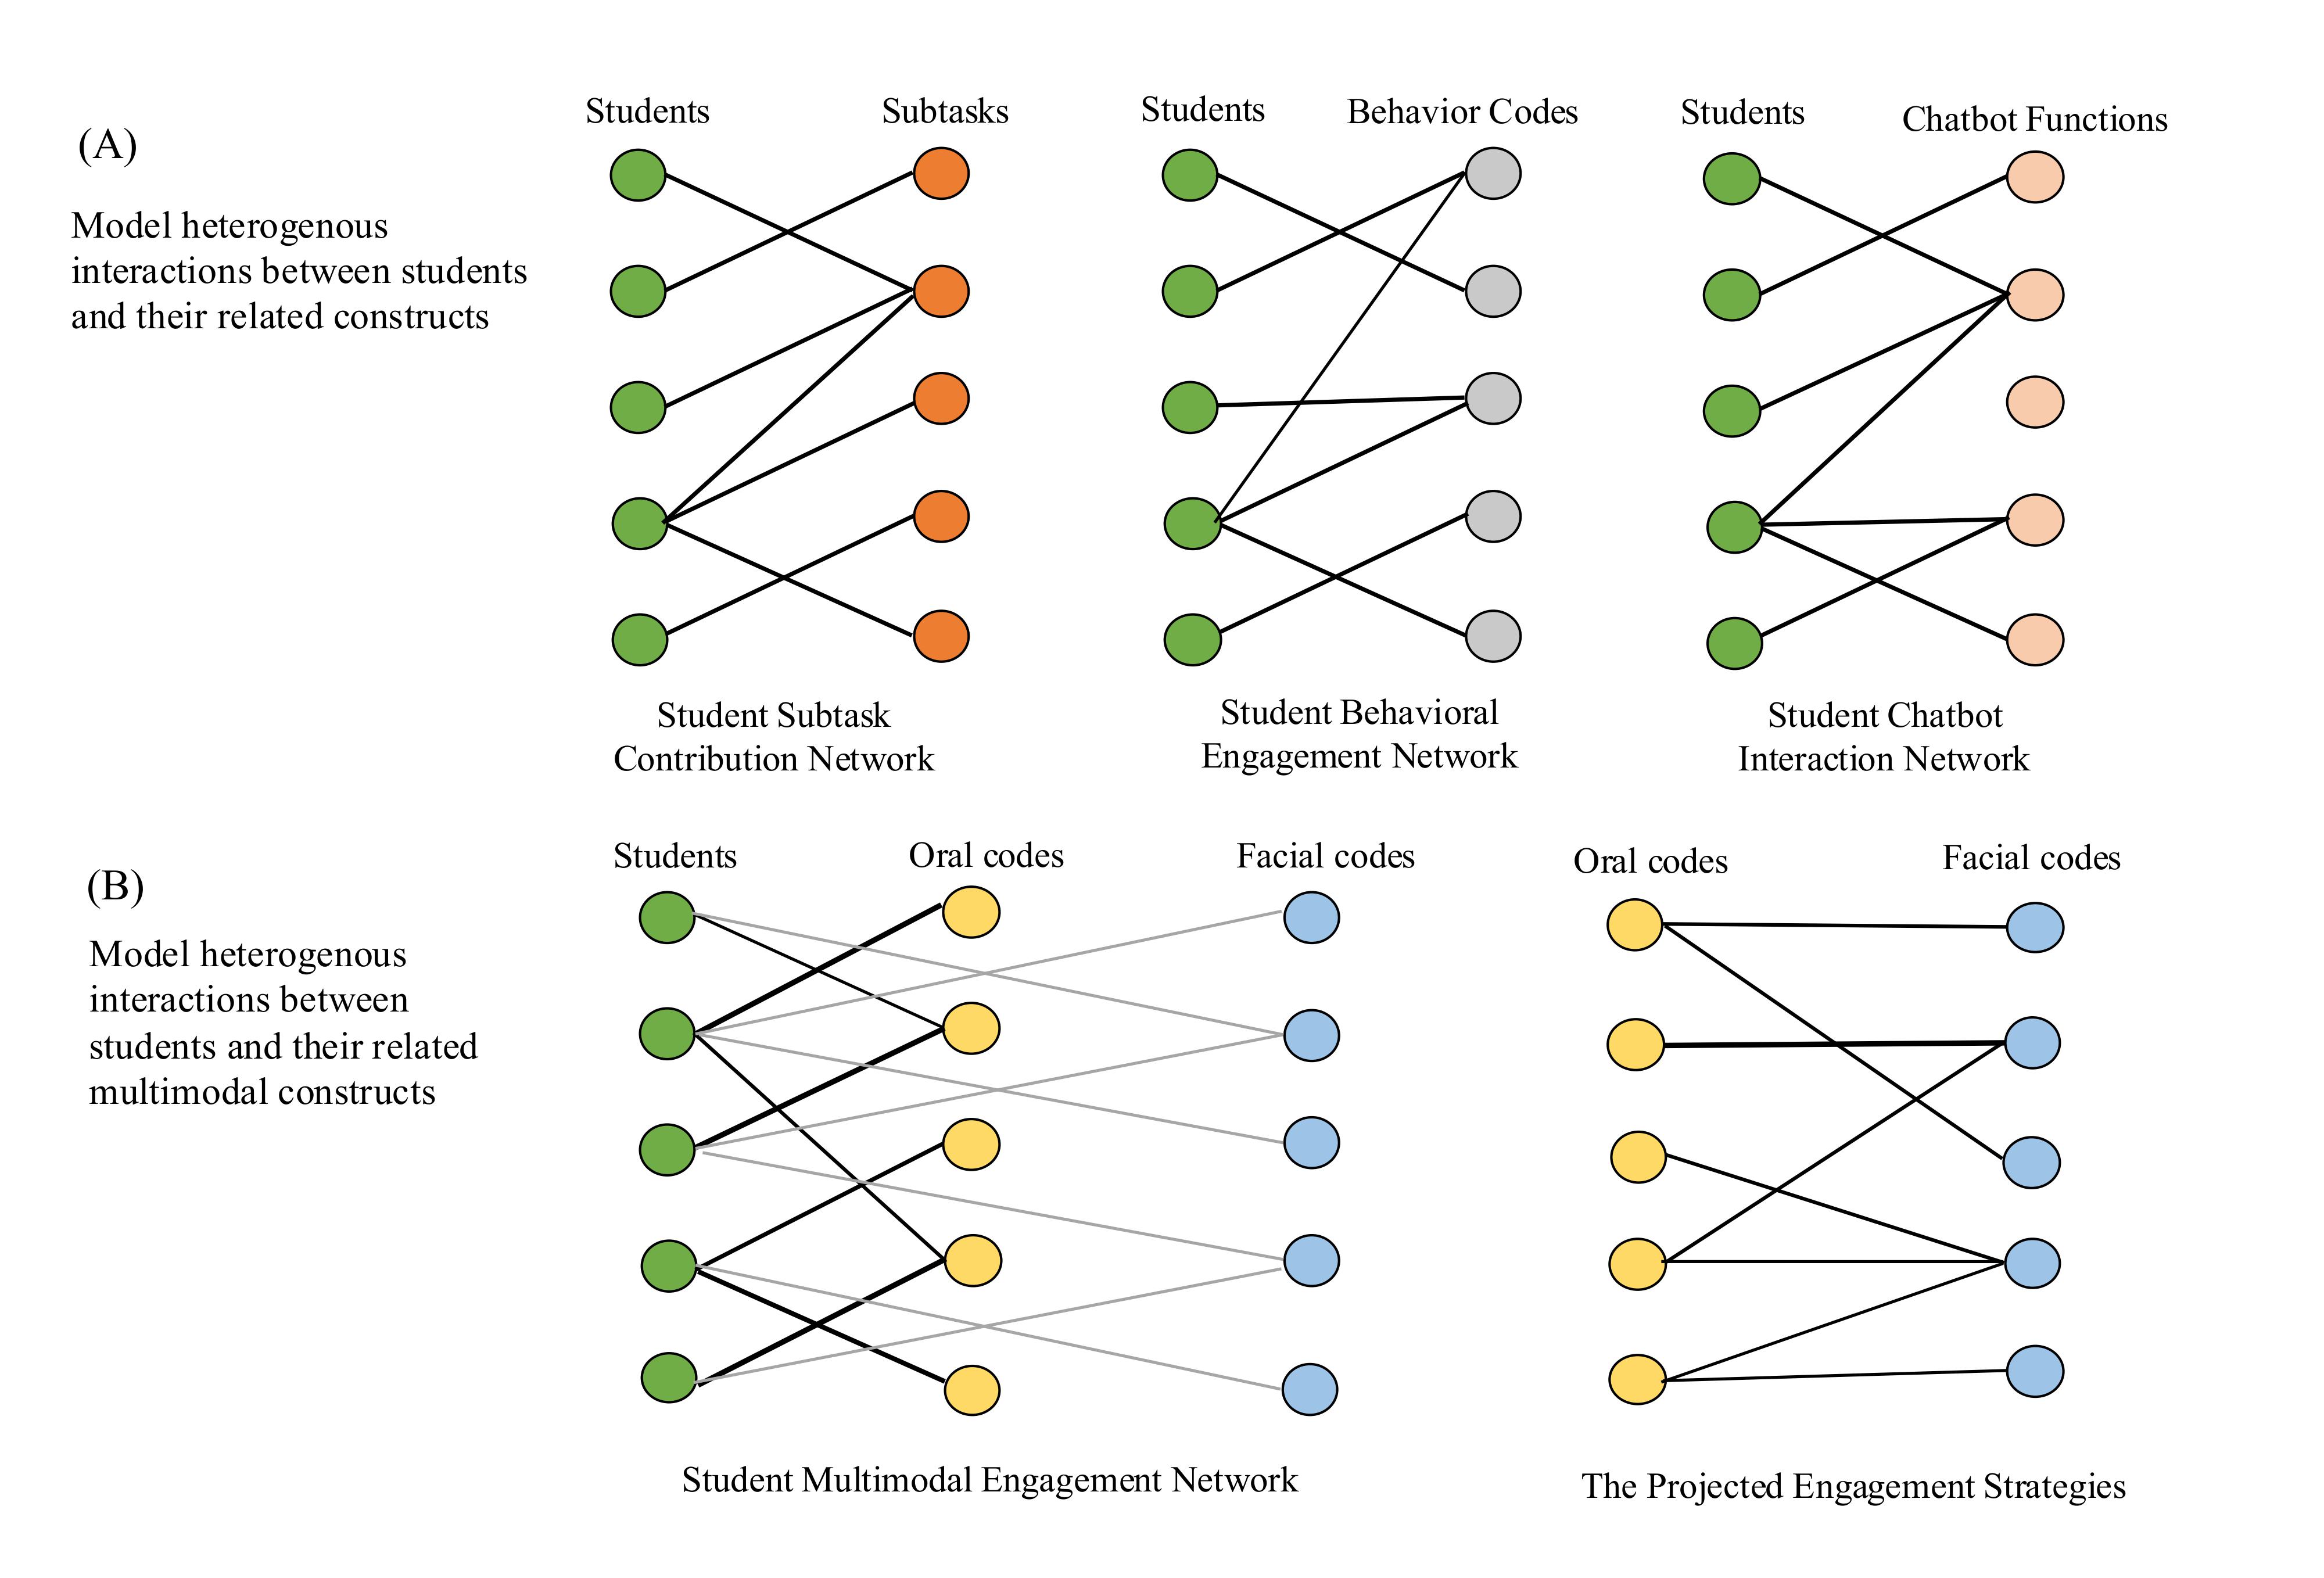 (A)
Model heterogenous
interactions between students
and their related constructs
Students
Subtasks
Student Subtask
Contribution Network
Students
Behavior Codes
Student Behavioral
Engagement Network
Students
Chatbot Functions
Student Chatbot
Interaction Network
(B)
Model heterogenous
interactions between
students and their related
multimodal constructs
Students
Oral codes
Facial codes
Student Multimodal Engagement Network
Oral codes
Facial codes
The Projected Engagement Strategies